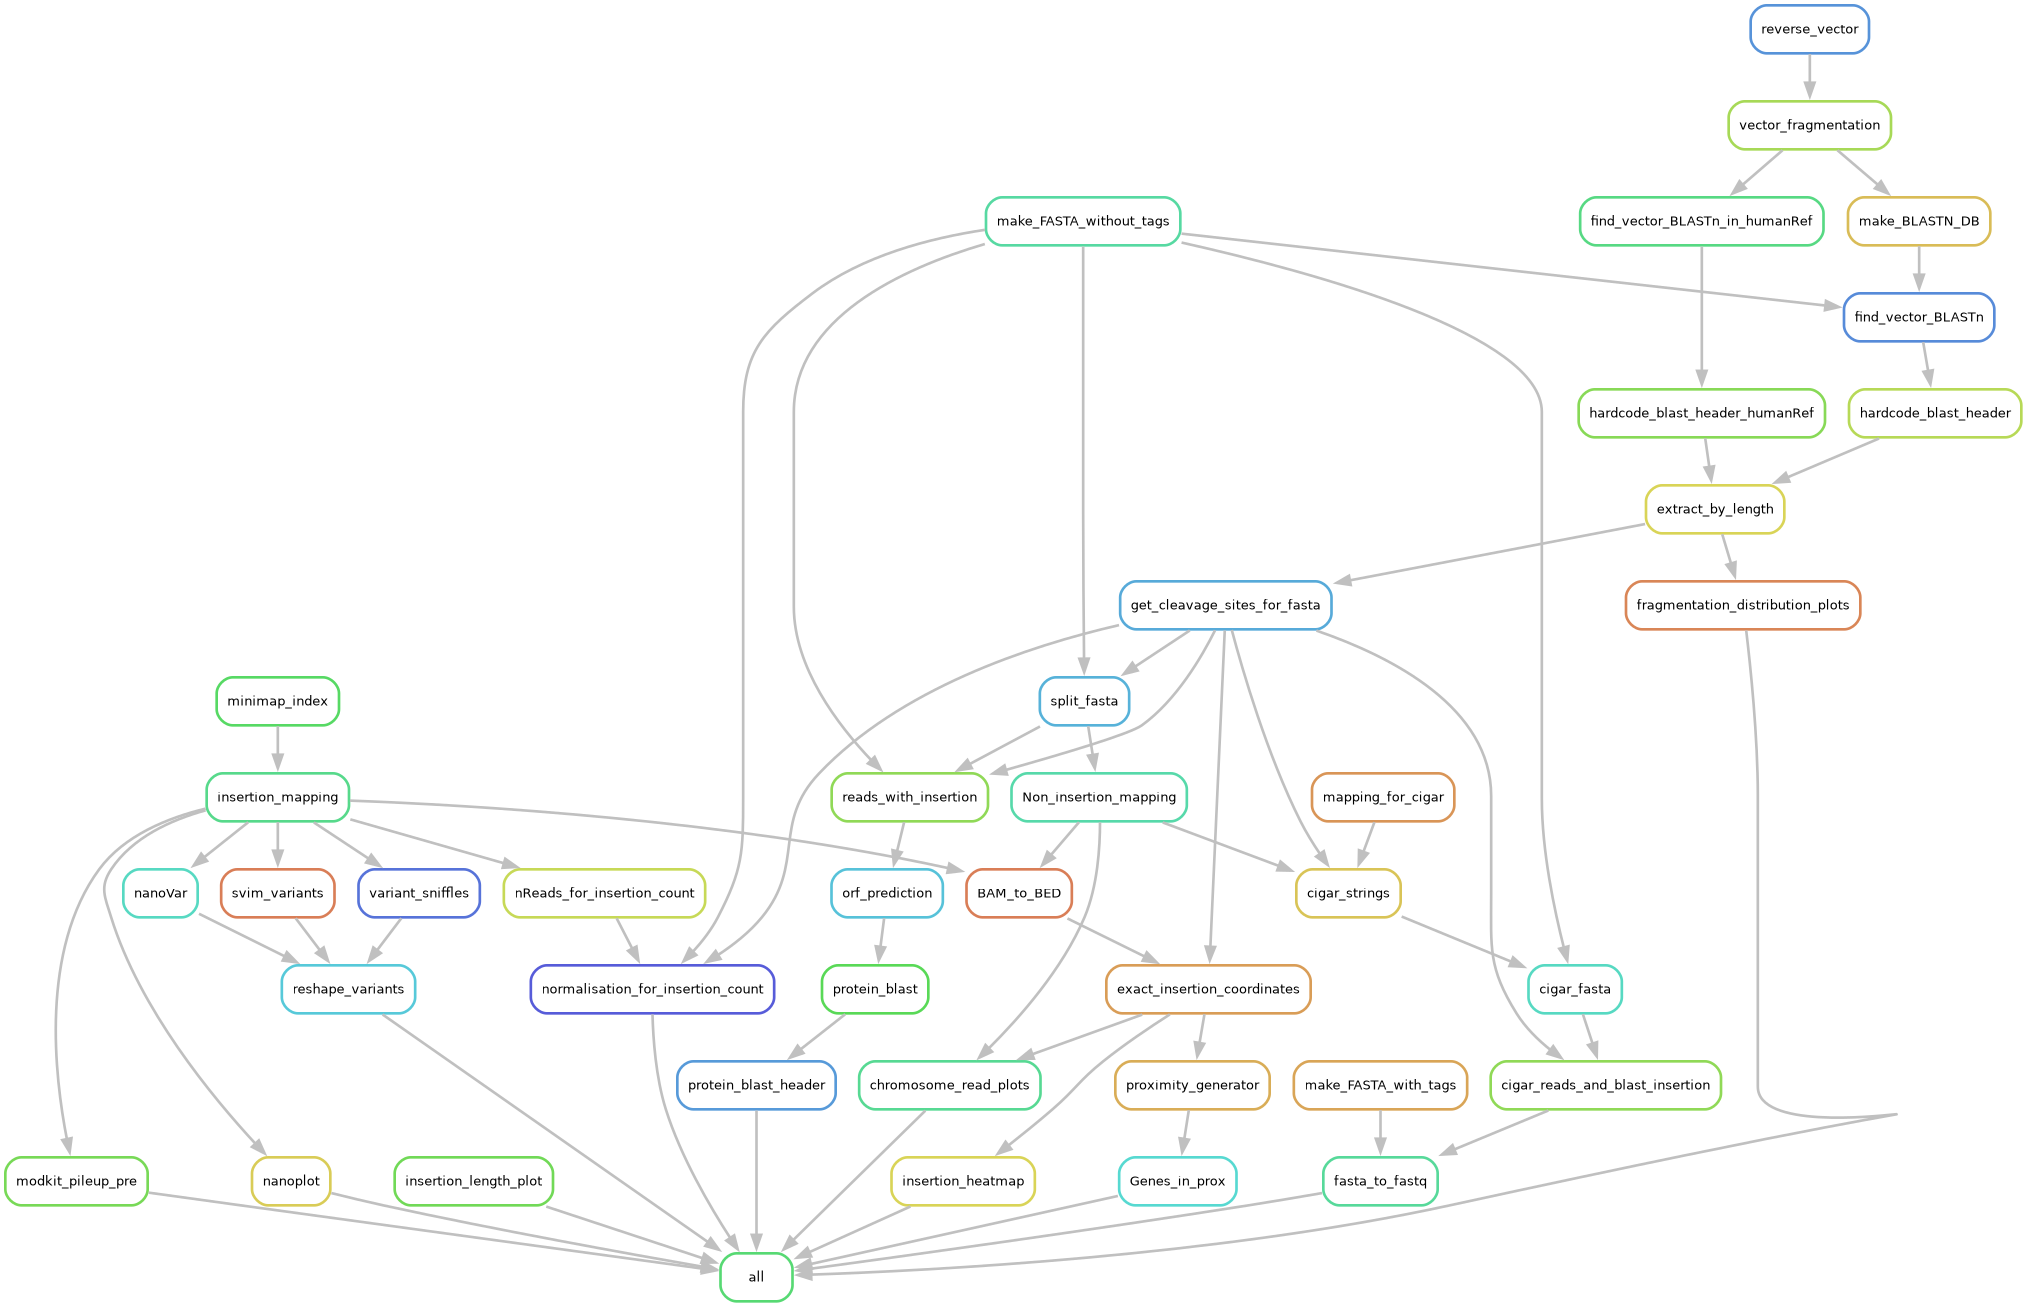 reverse_vector
vector_fragmentation
make_FASTA_without_tags
find_vector_BLASTn_in_humanRef
make_BLASTN_DB
find_vector_BLASTn
hardcode_blast_header_humanRef
hardcode_blast_header
extract_by_length
get_cleavage_sites_for_fasta
fragmentation_distribution_plots
minimap_index
split_fasta
insertion_mapping
reads_with_insertion
Non_insertion_mapping
mapping_for_cigar
nanoVar
svim_variants
variant_sniffles
nReads_for_insertion_count
orf_prediction
BAM_to_BED
cigar_strings
reshape_variants
normalisation_for_insertion_count
protein_blast
exact_insertion_coordinates
cigar_fasta
protein_blast_header
chromosome_read_plots
proximity_generator
make_FASTA_with_tags
cigar_reads_and_blast_insertion
modkit_pileup_pre
nanoplot
insertion_length_plot
insertion_heatmap
Genes_in_prox
fasta_to_fastq
all